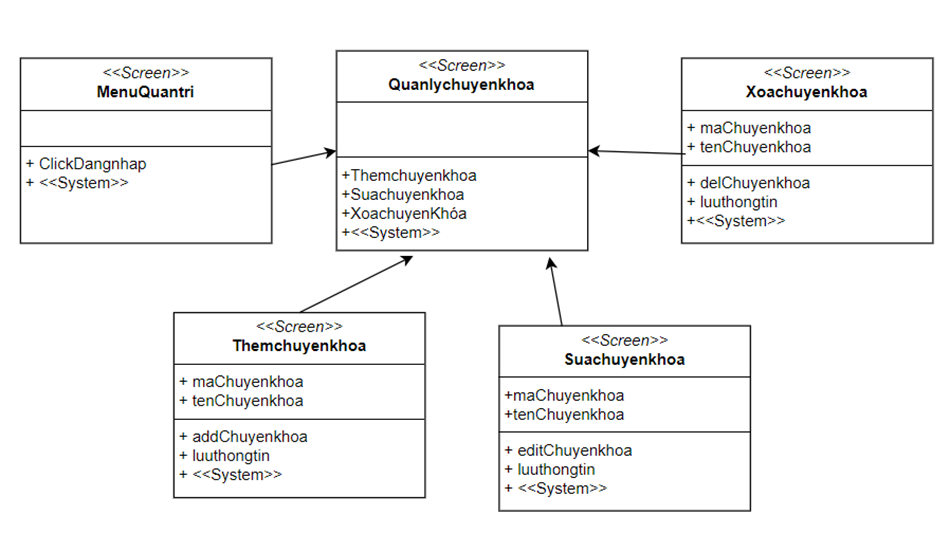 <<Screen>>
MenuQuantri
+ ClickDangnhap
+ <<System>>
<<Screen>>
Quanlychuyenkhoa
+Themchuyenkhoa
+Suachuyenkhoa
+XoachuyenKhóa
+<<System>>
<<Screen>>
Xoachuyenkhoa
+ maChuyenkhoa
+ tenChuyenkhoa
+ delChuyenkhoa
+ luuthongtin
+<<System>>
<<Screen>>
Themchuyenkhoa
+ maChuyenkhoa
+ tenChuyenkhoa
+ addChuyenkhoa
+ luuthongtin
+ <<System>>
<<Screen>>
Suachuyenkhoa
+maChuyenkhoa
+tenChuyenkhoa
+ editChuyenkhoa
+ luuthongtin
+ <<System>>